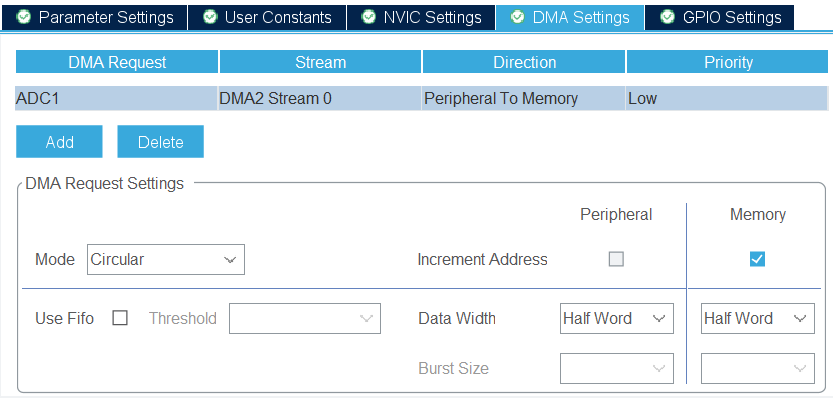 Parameter Settings User Constants NVIC Settings DMA Settings GPIO Settings
DMA Request Stream Direction Priority
ADC1 DMA2 Stream 0 Peripheral To Memory Low
Add Delete
DMA Request Settings
Peripheral Memory
Mode Circular Increment Address
Use Fifo Threshold Data Width Half Word Half Word
Burst Size